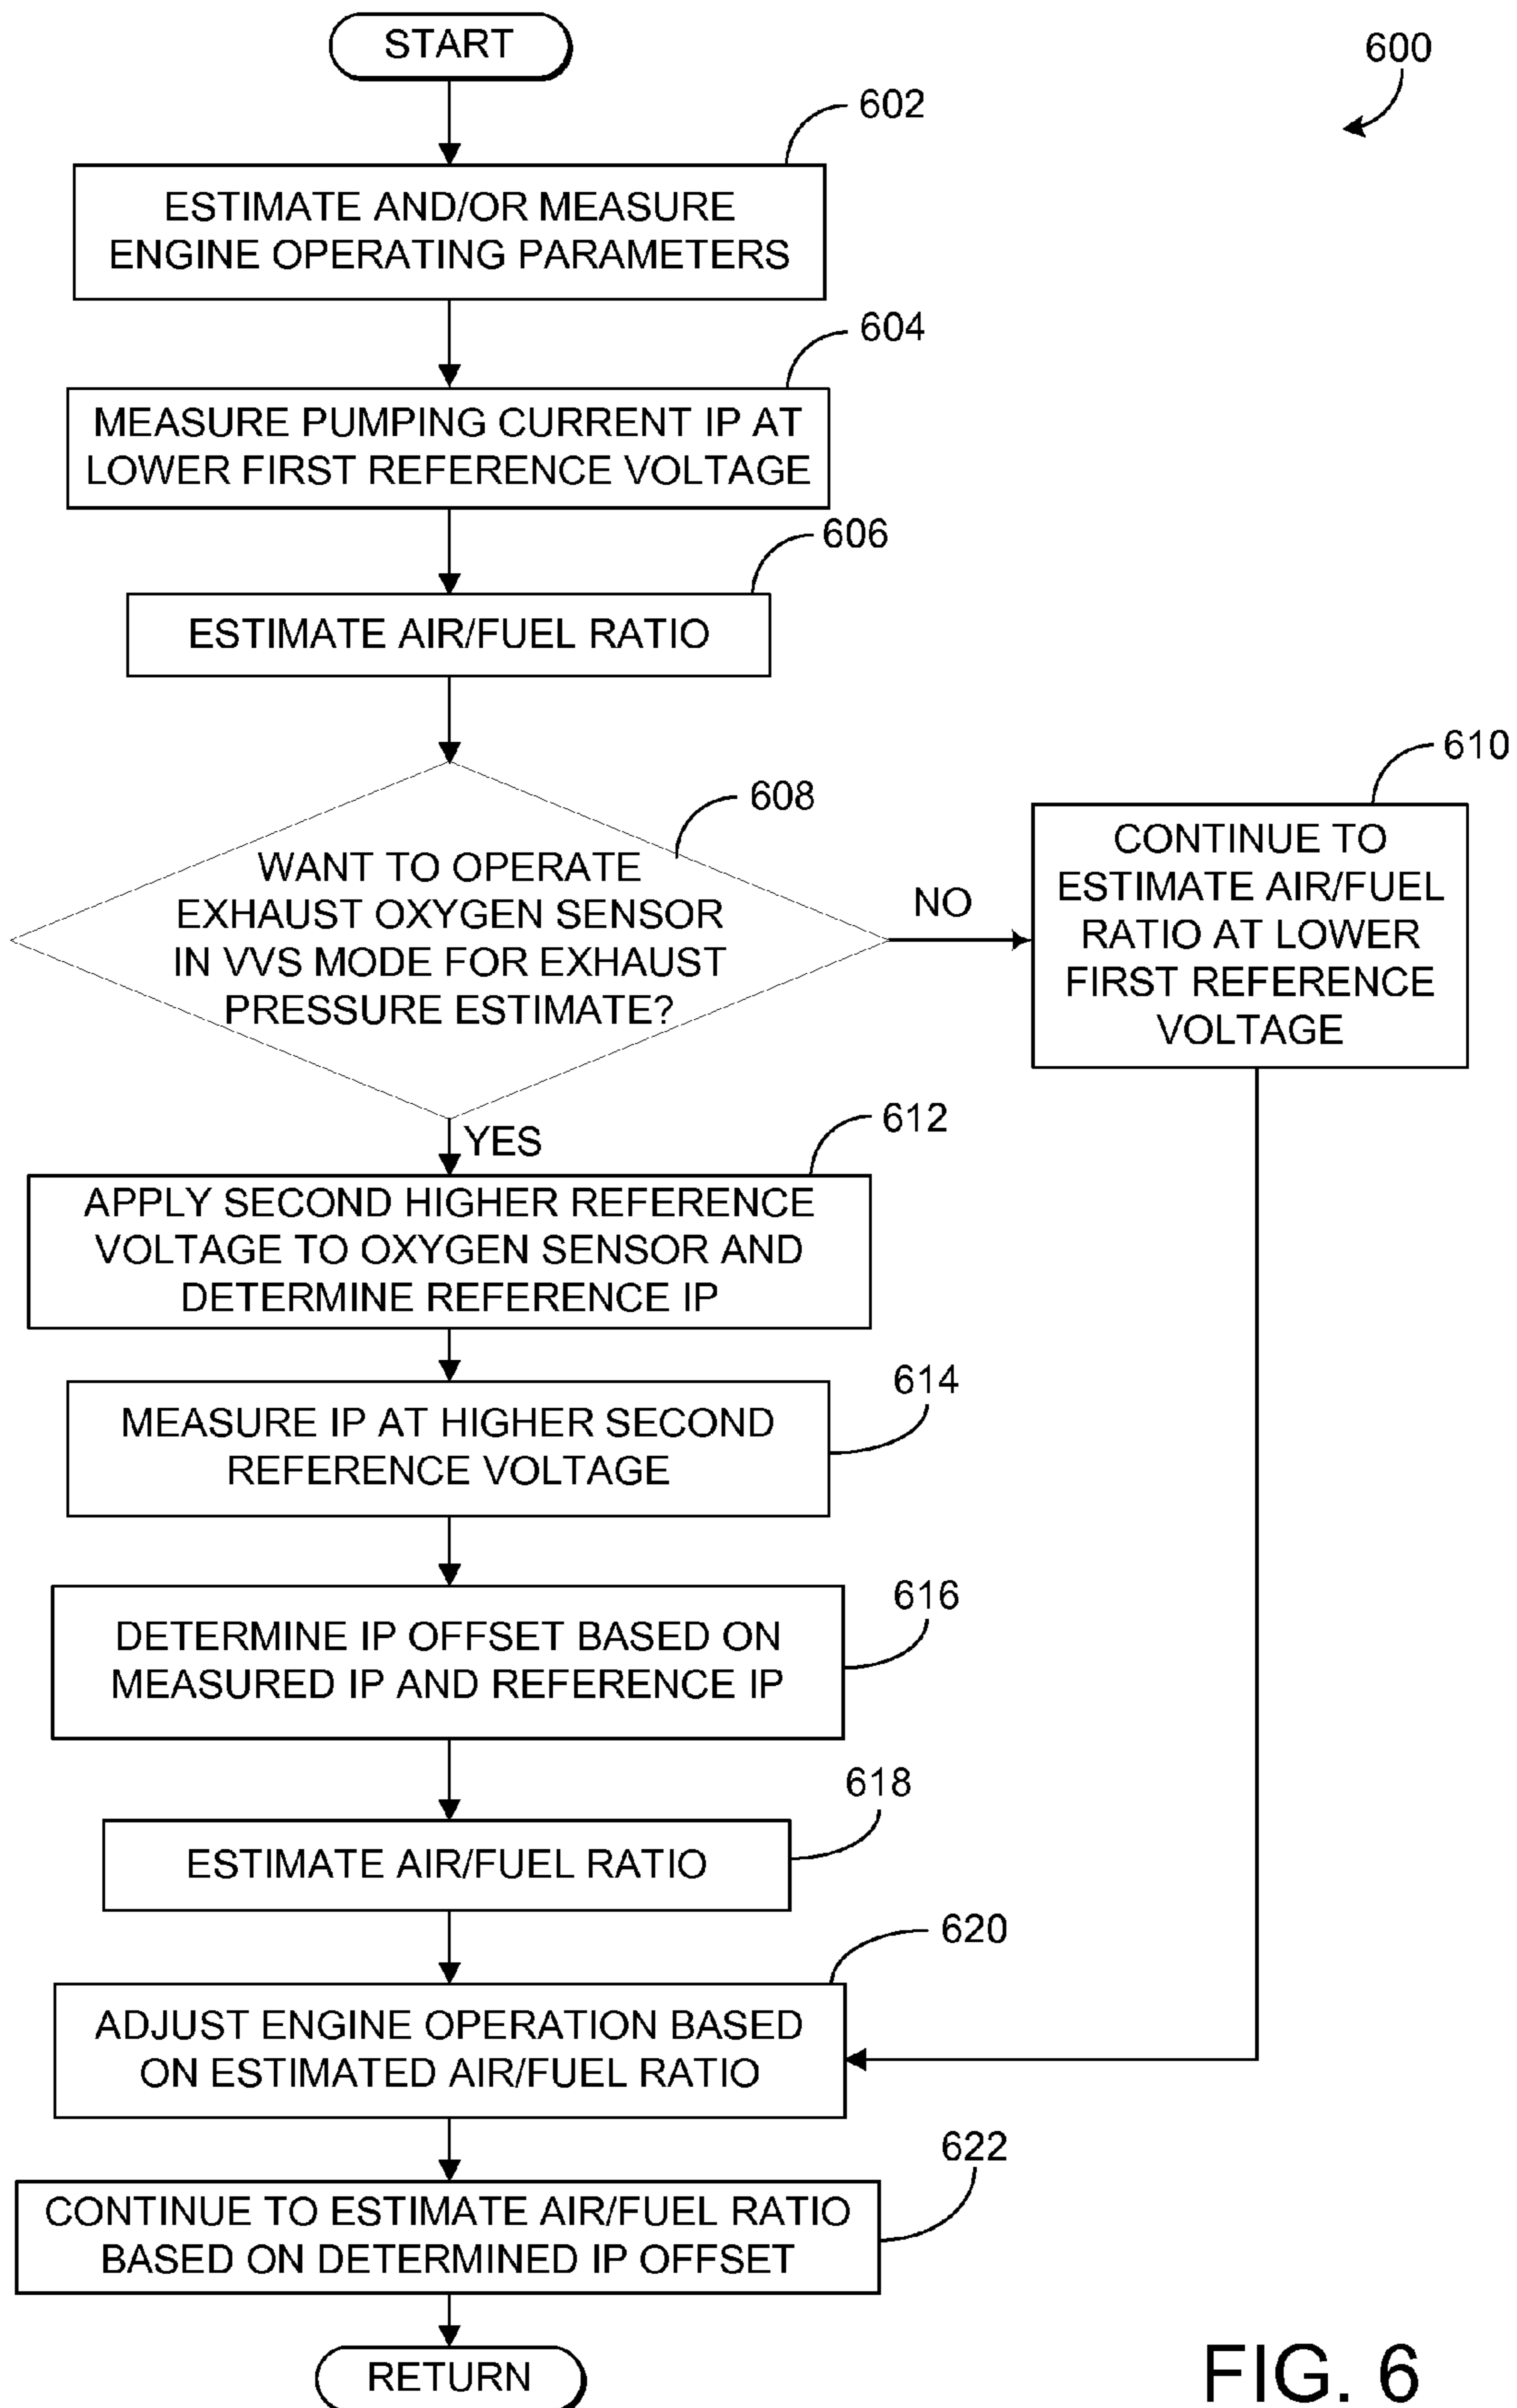 START
600
602
ESTIMATE AND/OR MEASURE
ENGINE OPERATING PARAMETERS
604
MEASURE PUMPING CURRENT IP AT
LOWER FIRST REFERENCE VOLTAGE
606
ESTIMATE AIR/FUEL RATIO
608
WANT TO OPERATE
EXHAUST OXYGEN SENSOR
IN VVS MODE FOR EXHAUST
PRESSURE ESTIMATE?
NO
610
CONTINUE TO
ESTIMATE AIR/FUEL
RATIO AT LOWER
FIRST REFERENCE
VOLTAGE
YES
612
APPLY SECOND HIGHER REFERENCE
VOLTAGE TO OXYGEN SENSOR AND
DETERMINE REFERENCE IP
614
MEASURE IP AT HIGHER SECOND
REFERENCE VOLTAGE
616
DETERMINE IP OFFSET BASED ON
MEASURED IP AND REFERENCE IP
618
ESTIMATE AIR/FUEL RATIO
620
ADJUST ENGINE OPERATION BASED
ON ESTIMATED AIR/FUEL RATIO
622
CONTINUE TO ESTIMATE AIR/FUEL RATIO
BASED ON DETERMINED IP OFFSET
RETURN
FIG. 6